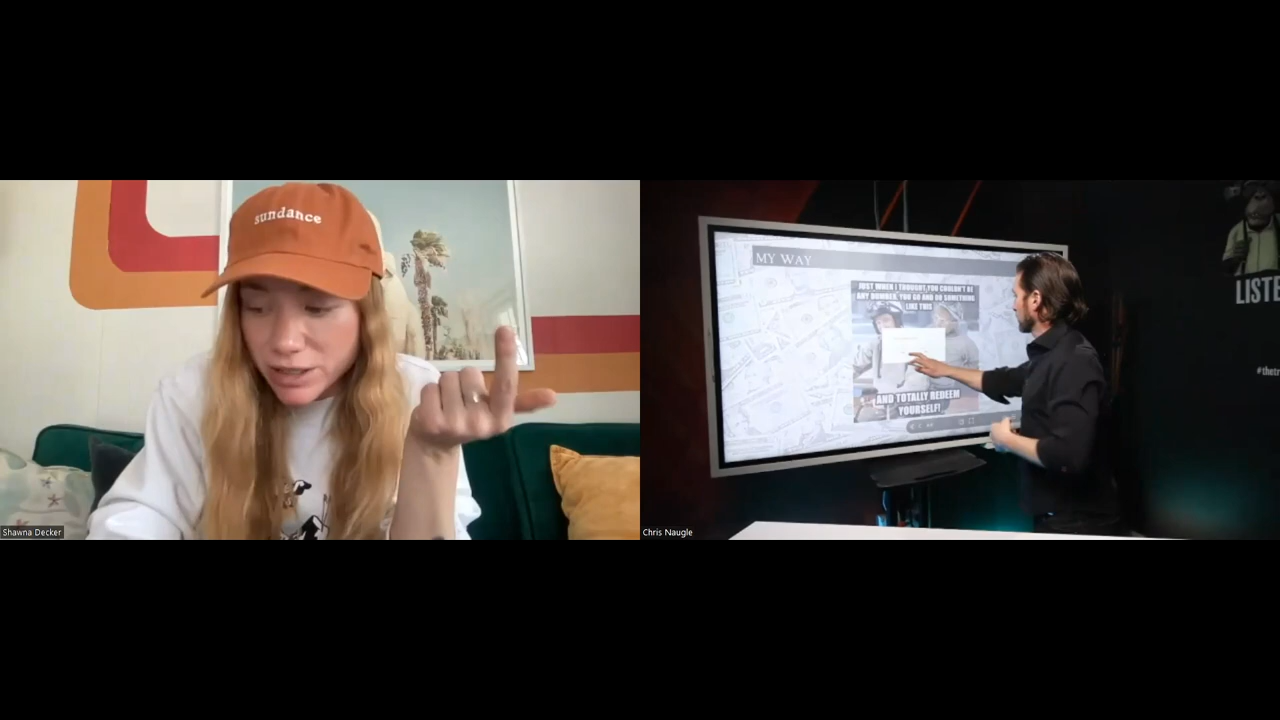 sundance
Shawna Decker
MY WAY
JUST WHEN I THOUGHT YOU COULDN'T BE
ANY DUMBER, YOU GO AND DO SOMETHING
LIKE THIS
AND TOTALLY REDEEM
YOURSELF!
LISTE
#thetr
Chris Naugle